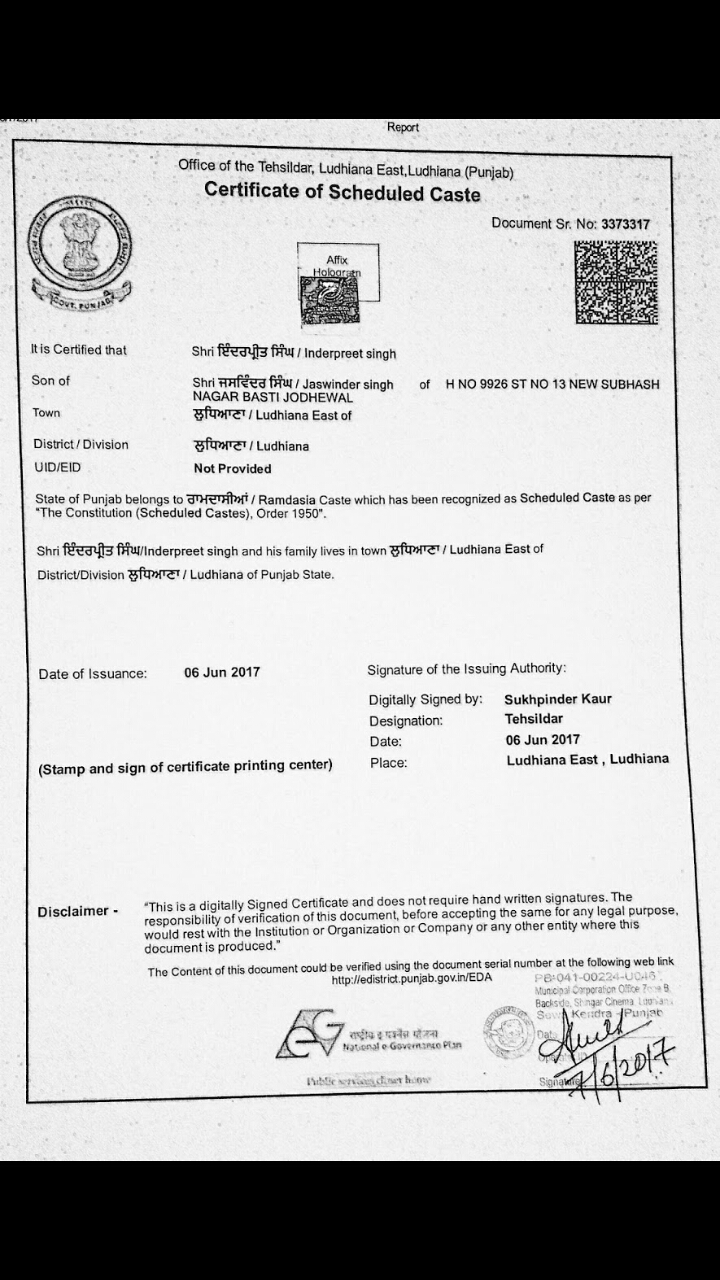 Report
Office of the Tehsildar, Ludhiana East,Ludhiana (Punjab)
Certificate of Scheduled Caste
Document Sr. No: 3373317
Affix
Hologram
GOVT. PUNJAB
It is Certified that Shri ਇੰਦਰਪ੍ਰੀਤ ਸਿੰਘ / Inderpreet singh
Son of Shri ਜਸਵਿੰਦਰ ਸਿੰਘ / Jaswinder singh of H NO 9926 ST NO 13 NEW SUBHASH
NAGAR BASTI JODHEWAL
Town ਲੁਧਿਆਣਾ / Ludhiana East of
District / Division ਲੁਧਿਆਣਾ / Ludhiana
UID/EID Not Provided
State of Punjab belongs to ਰਾਮਦਾਸੀਆਂ / Ramdasia Caste which has been recognized as Scheduled Caste as per
"The Constitution (Scheduled Castes), Order 1950".
Shri ਇੰਦਰਪ੍ਰੀਤ ਸਿੰਘ/Inderpreet singh and his family lives in town ਲੁਧਿਆਣਾ / Ludhiana East of
District/Division ਲੁਧਿਆਣਾ / Ludhiana of Punjab State.
Date of Issuance: 06 Jun 2017
Signature of the Issuing Authority:
Digitally Signed by: Sukhpinder Kaur
Designation: Tehsildar
Date: 06 Jun 2017
Place: Ludhiana East , Ludhiana
(Stamp and sign of certificate printing center)
Disclaimer - "This is a digitally Signed Certificate and does not require hand written signatures. The
responsibility of verification of this document, before accepting the same for any legal purpose,
would rest with the Institution or Organization or Company or any other entity where this
document is produced."
The Content of this document could be verified using the document serial number at the following web link
http://edistrict.punjab.gov.in/EDA
PB-041-00224-U046
Municipal Corporation Office Zone B,
Backside, Shingar Cinema,
Kendra - Punjab
Date
राष्ट्रीय ई गवर्नेंस योजना
National e-Governance Plan
Public services closer home
Signature
7/6/2017